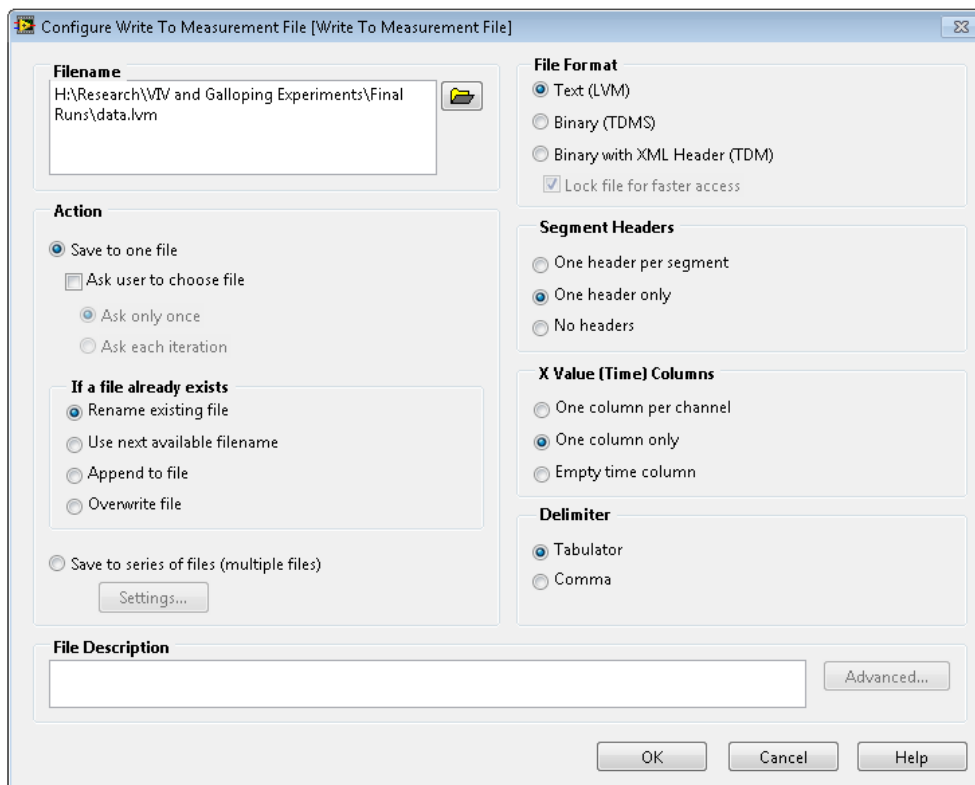 Configure Write To Measurement File [Write To Measurement File]
Filename
H:\Research\VIV and Galloping Experiments\Final
Runs\data.lvm
Action
Save to one file
Ask user to choose file
Ask only once
Ask each iteration
If a file already exists
Rename existing file
Use next available filename
Append to file
Overwrite file
Save to series of files (multiple files)
Settings...
File Format
Text (LVM)
Binary (TDMS)
Binary with XML Header (TDM)
Lock file for faster access
Segment Headers
One header per segment
One header only
No headers
X Value (Time) Columns
One column per channel
One column only
Empty time column
Delimiter
Tabulator
Comma
File Description
Advanced...
OK
Cancel
Help